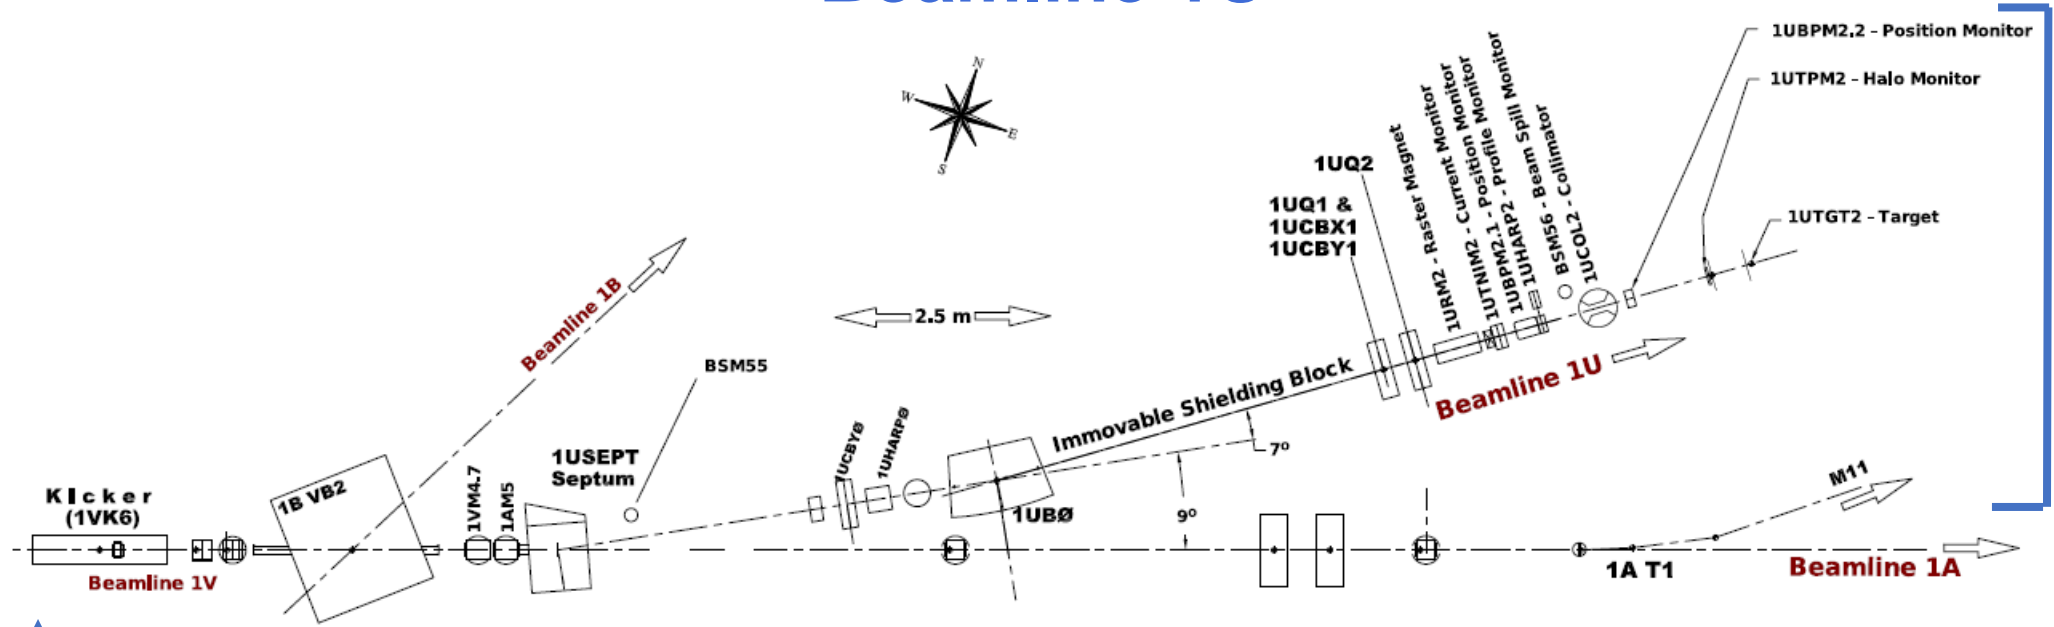 1UBPM2.2 - Position Monitor
1UTPM2 - Halo Monitor
1UTGT2 - Target
N
W
E
S
1UQ2
1UQ1 &
1UCBX1
1UCBY1
1URM2 - Raster Magnet
1UTNIM2 - Current Monitor
1UBPM2.1 - Position Monitor
1UHARP2 - Profile Monitor
BSM56 - Beam Spill Monitor
1UCOL2 - Collimator
Beamline 1B
2.5 m
BSM55
Immovable Shielding Block
Beamline 1U
7º
9º
1UCBYØ
1UHARPØ
1USEPT
Septum
1VM4.7
1AM5
1B VB2
KIcker
(1VK6)
1UBØ
M11
Beamline 1V
1A T1
Beamline 1A